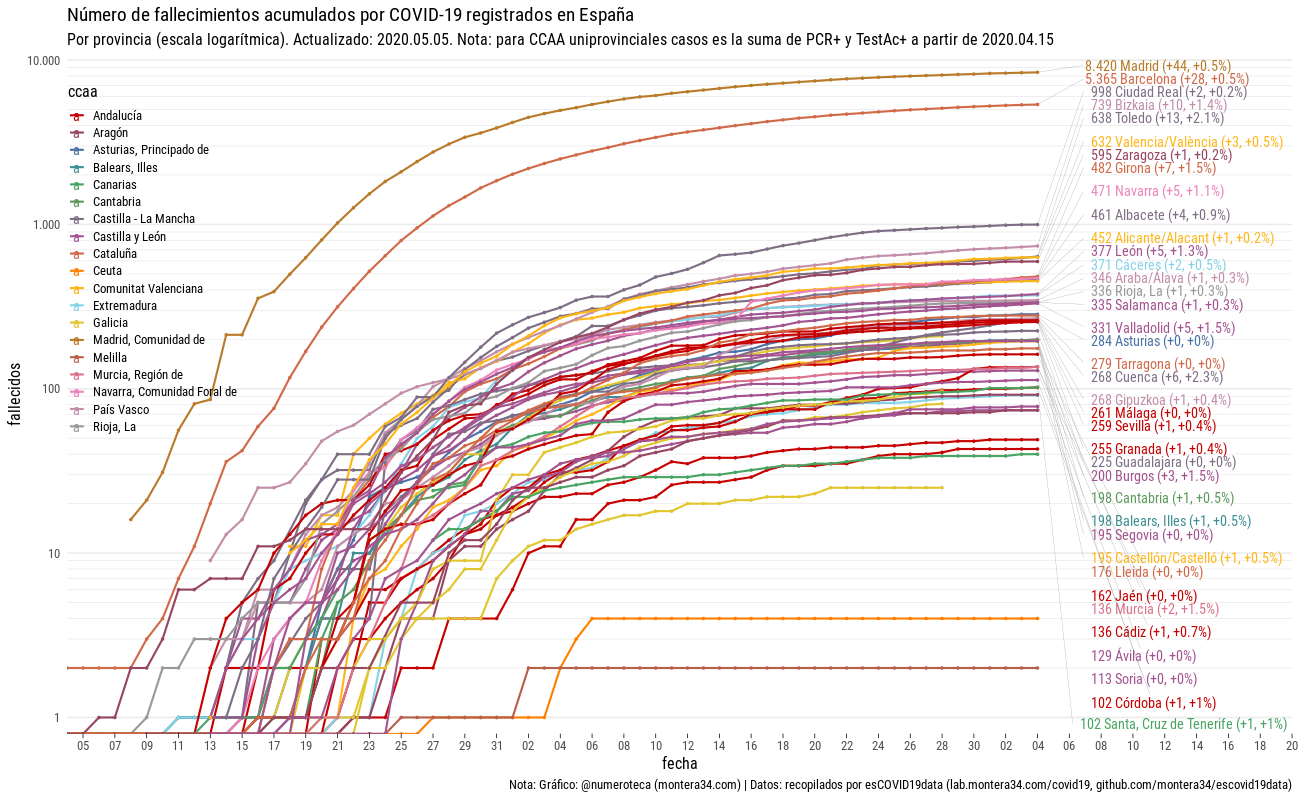 Número de fallecimientos acumulados por COVID-19 registrados en España
Por provincia (escala logarítmica). Actualizado: 2020.05.05. Nota: para CCAA uniprovinciales casos es la suma de PCR+ y TestAc+ a partir de 2020.04.15
10.000
1.000
100
10
1
fallecidos
ccaa
Andalucía
Aragón
Asturias, Principado de
Balears, Illes
Canarias
Cantabria
Castilla - La Mancha
Castilla y León
Cataluña
Ceuta
Comunitat Valenciana
Extremadura
Galicia
Madrid, Comunidad de
Melilla
Murcia, Región de
Navarra, Comunidad Foral de
País Vasco
Rioja, La
8.420 Madrid (+44, +0.5%)
5.365 Barcelona (+28, +0.5%)
998 Ciudad Real (+2, +0.2%)
739 Bizkaia (+10, +1.4%)
638 Toledo (+13, +2.1%)
632 Valencia/València (+3, +0.5%)
595 Zaragoza (+1, +0.2%)
482 Girona (+7, +1.5%)
471 Navarra (+5, +1.1%)
461 Albacete (+4, +0.9%)
452 Alicante/Alacant (+1, +0.2%)
377 León (+5, +1.3%)
371 Cáceres (+2, +0.5%)
346 Araba/Álava (+1, +0.3%)
336 Rioja, La (+1, +0.3%)
335 Salamanca (+1, +0.3%)
331 Valladolid (+5, +1.5%)
284 Asturias (+0, +0%)
279 Tarragona (+0, +0%)
268 Cuenca (+6, +2.3%)
268 Gipuzkoa (+1, +0.4%)
261 Málaga (+0, +0%)
259 Sevilla (+1, +0.4%)
255 Granada (+1, +0.4%)
225 Guadalajara (+0, +0%)
200 Burgos (+3, +1.5%)
198 Cantabria (+1, +0.5%)
198 Balears, Illes (+1, +0.5%)
195 Segovia (+0, +0%)
195 Castellón/Castelló (+1, +0.5%)
176 Lleida (+0, +0%)
162 Jaén (+0, +0%)
136 Murcia (+2, +1.5%)
136 Cádiz (+1, +0.7%)
129 Ávila (+0, +0%)
113 Soria (+0, +0%)
102 Córdoba (+1, +1%)
102 Santa, Cruz de Tenerife (+1, +1%)
05 07 09 11 13 15 17 19 21 23 25 27 29 31 02 04 06 08 10 12 14 16 18 20 22 24 26 28 30 02 04 06 08 10 12 14 16 18 20
fecha
Nota: Gráfico: @numeroteca (montera34.com) | Datos: recopilados por esCOVID19data (lab.montera34.com/covid19, github.com/montera34/escovid19data)